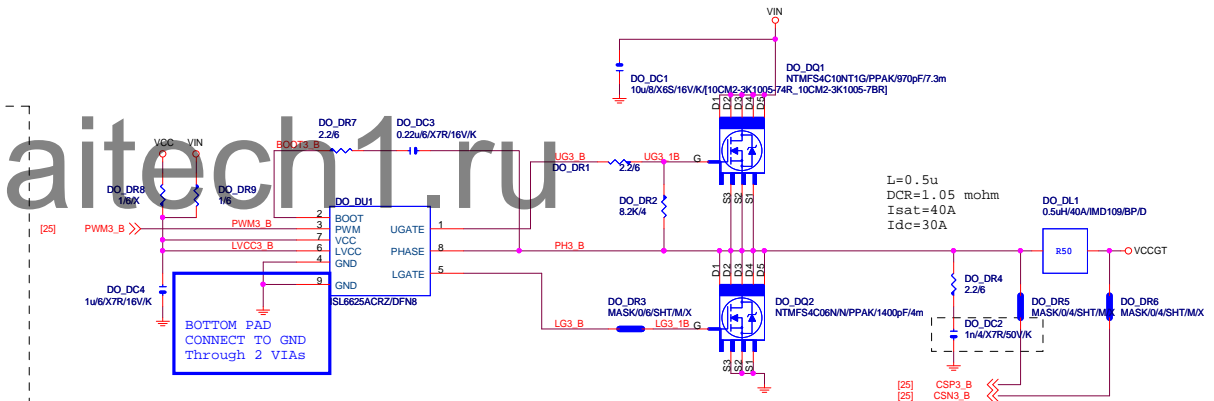 VIN
DO_DQ1
NTMFS4C10NT1G/PPAK/970pF/7.3m
DO_DC1
10u/8/X6S/16V/K/[10CM2-3K1005-74R_10CM2-3K1005-7BR]
D1 D2 D3 D4 D5
aitech1.ru
DO_DR7
2.2/6
DO_DC3
0.22u/6/X7R/16V/K
VCC
VIN
BOOT3_B
UG3_B
UG3_1B
G
DO_DR1
2.2/6
DO_DR8
1/6/X
DO_DR9
1/6
DO_DR2
8.2K/4
S3 S2 S1
L=0.5u
DCR=1.05 mohm
Isat=40A
Idc=30A
DO_DL1
0.5uH/40A/IMD109/BP/D
DO_DU1
2 BOOT
3 PWM
7 VCC
6 LVCC
4 GND
9 GND
UGATE 1
PHASE 8
LGATE 5
ISL6625ACRZ/DFN8
[25] PWM3_B
LVCC3_B
PH3_B
R50
VCCGT
D1 D2 D3 D4 D5
DO_DR4
2.2/6
DO_DC4
1u/6/X7R/16V/K
DO_DR3
MASK/0/6/SHT/M/X
LG3_B
LG3_1B
G
DO_DQ2
NTMFS4C06N/N/PPAK/1400pF/4m
DO_DR5
MASK/0/4/SHT/M/X
DO_DR6
MASK/0/4/SHT/M/X
DO_DC2
1n/4/X7R/50V/K
BOTTOM PAD
CONNECT TO GND
Through 2 VIAs
S3 S2 S1
[25] CSP3_B
[25] CSN3_B